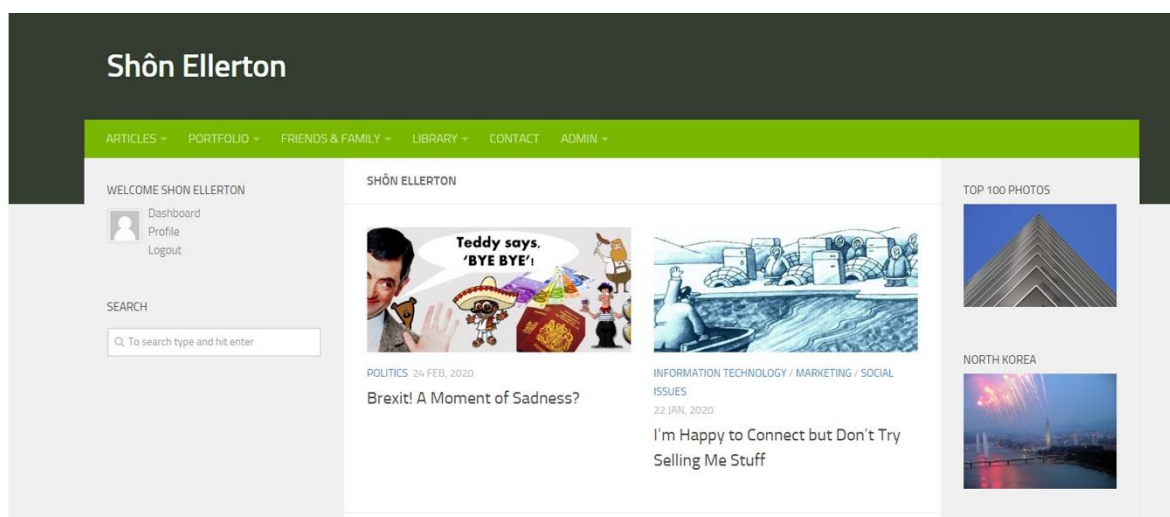 Shôn Ellerton
ARTICLES PORTFOLIO FRIENDS & FAMILY LIBRARY CONTACT ADMIN
WELCOME SHON ELLERTON
Dashboard
Profile
Logout
SEARCH
To search type and hit enter
SHÔN ELLERTON
Teddy says,
'BYE BYE'!
POLITICS 24 FEB, 2020
Brexit! A Moment of Sadness?
INFORMATION TECHNOLOGY / MARKETING / SOCIAL
ISSUES
22 JAN, 2020
I'm Happy to Connect but Don't Try
Selling Me Stuff
TOP 100 PHOTOS
NORTH KOREA